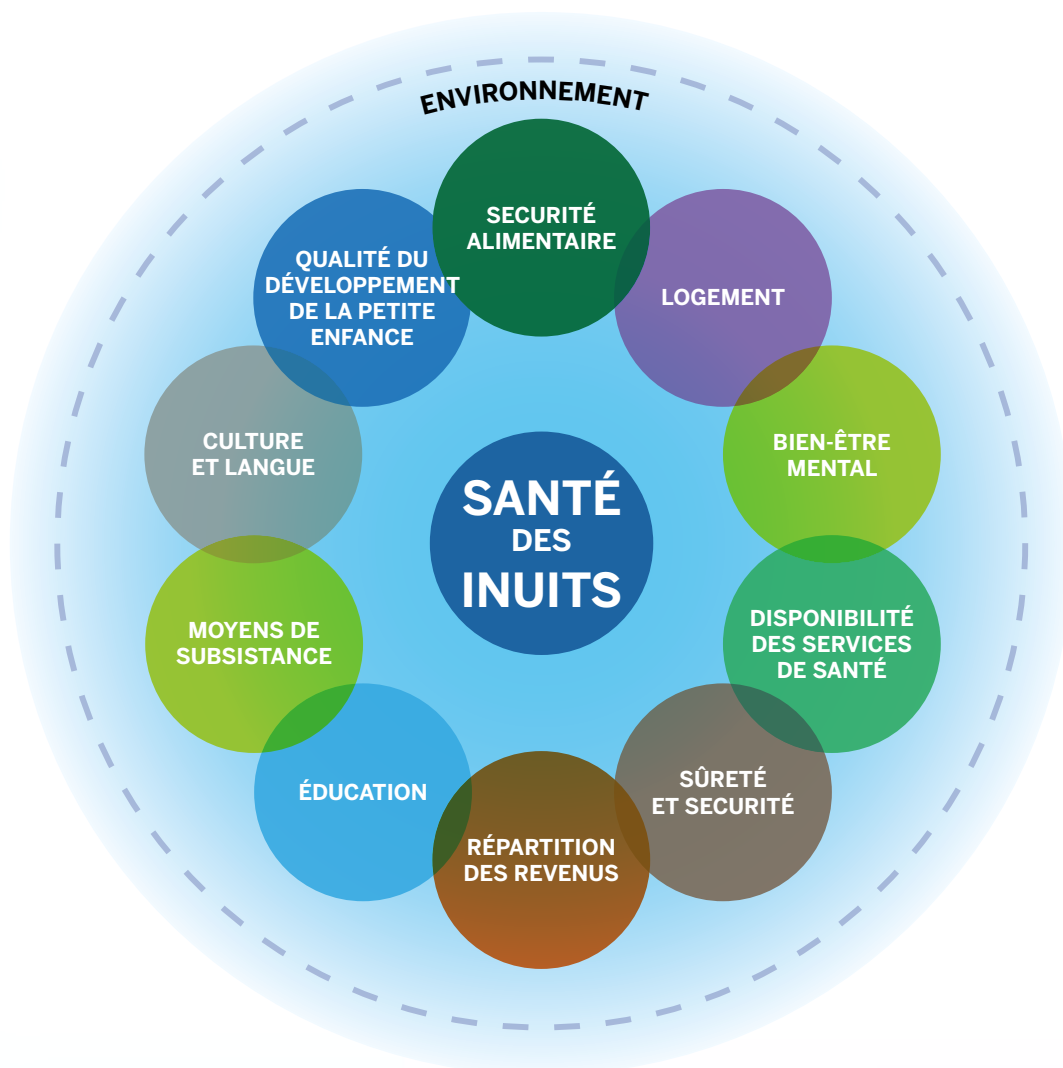 ENVIRONNEMENT
SECURITÉ
ALIMENTAIRE
LOGEMENT
BIEN-ÊTRE
MENTAL
DISPONIBILITÉ
DES SERVICES
DE SANTÉ
SÛRETÉ
ET SECURITÉ
RÉPARTITION
DES REVENUS
ÉDUCATION
MOYENS DE
SUBSISTANCE
CULTURE
ET LANGUE
QUALITÉ DU
DÉVELOPPEMENT
DE LA PETITE
ENFANCE
SANTÉ
DES
INUITS